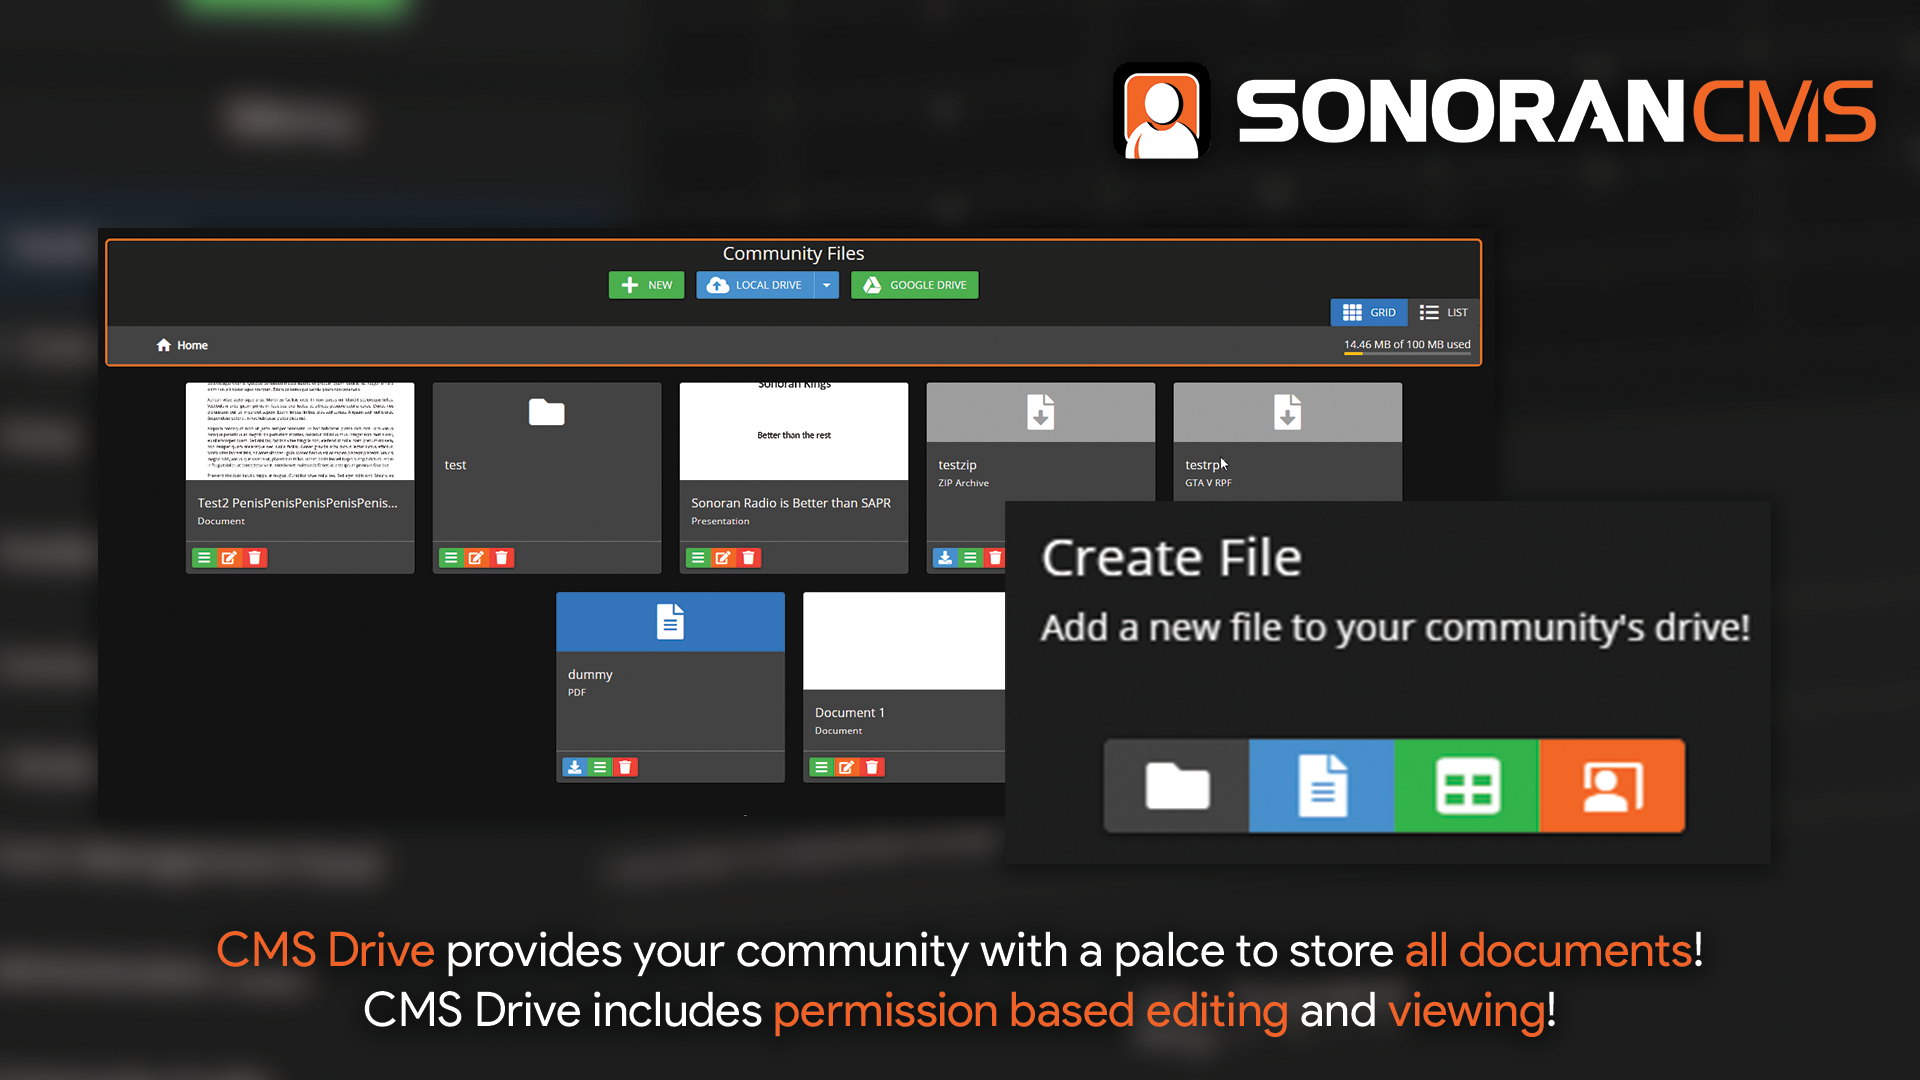 SONORANCMS
Community Files
NEW
LOCAL DRIVE
GOOGLE DRIVE
GRID
LIST
Home
14.46 MB of 100 MB used
Sonoran Kings
Better than the rest
Test2 PenisPenisPenisPenisPenis...
Document
test
Sonoran Radio is Better than SAPR
Presentation
testzip
ZIP Archive
testrp
GTA V RPF
dummy
PDF
Document 1
Document
Create File
Add a new file to your community's drive!
CMS Drive provides your community with a palce to store all documents!
CMS Drive includes permission based editing and viewing!